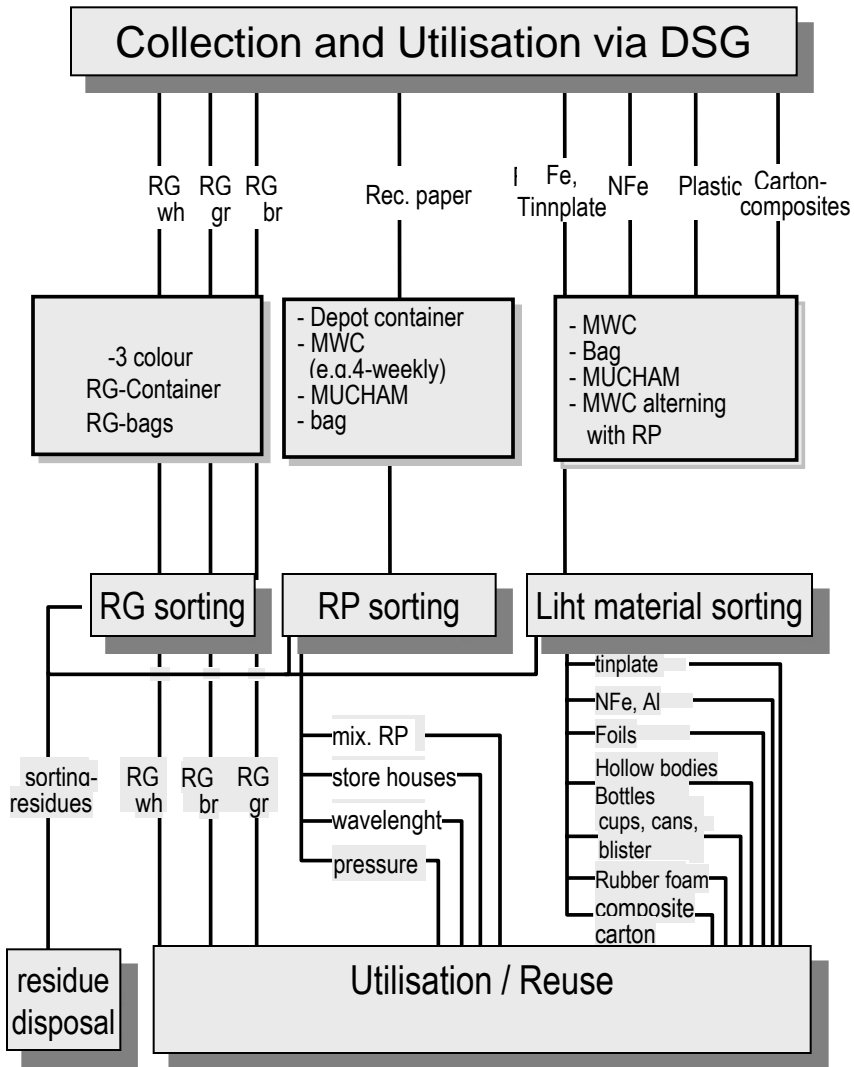 Collection and Utilisation via DSG
RG
wh
RG
gr
RG
br
Rec. paper
Fe,
Tinnplate
NFe
Plastic
Carton-
composites
-3 colour
RG-Container
RG-bags
- Depot container
- MWC
(e.g.4-weekly)
- MUCHAM
- bag
- MWC
- Bag
- MUCHAM
- MWC alterning
with RP
RG sorting
RP sorting
Liht material sorting
sorting-
residues
RG
wh
RG
br
RG
gr
mix. RP
store houses
wavelenght
pressure
tinplate
NFe, Al
Foils
Hollow bodies
Bottles
cups, cans,
blister
Rubber foam
composite
carton
residue
disposal
Utilisation / Reuse